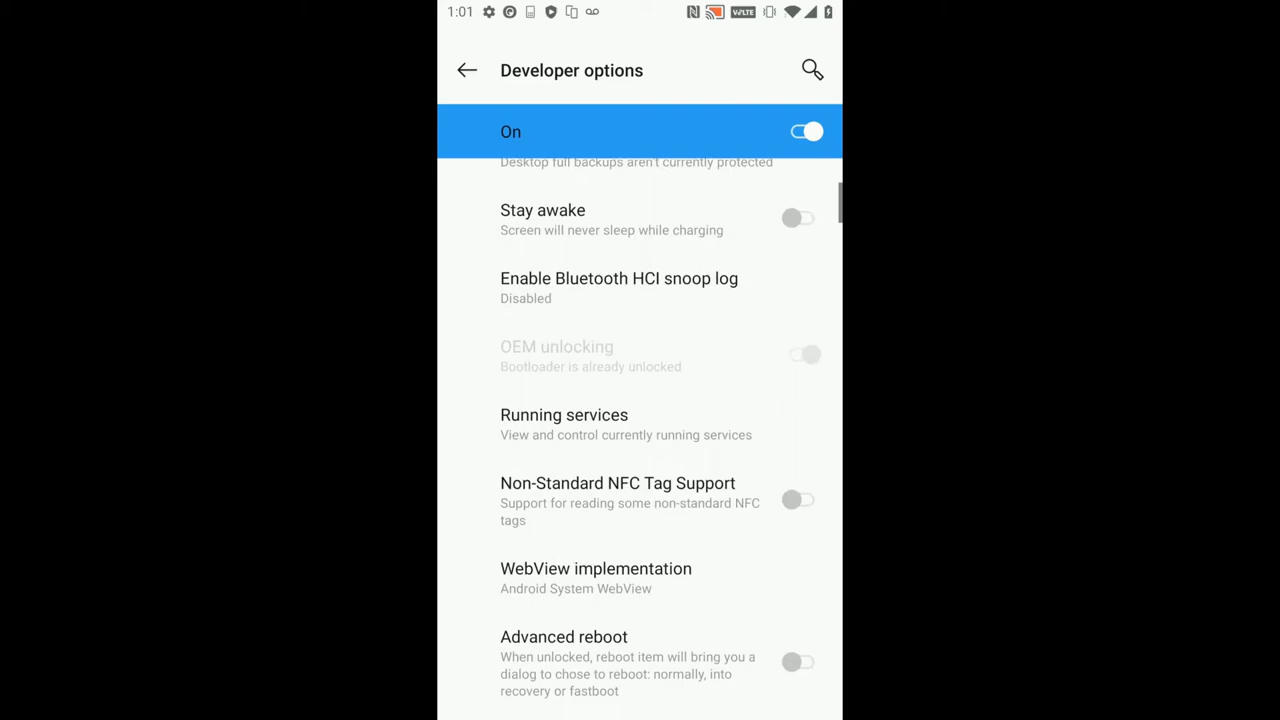 1:01
VoLTE
Developer options
On
Desktop full backups aren't currently protected
Stay awake
Screen will never sleep while charging
Enable Bluetooth HCI snoop log
Disabled
OEM unlocking
Bootloader is already unlocked
Running services
View and control currently running services
Non-Standard NFC Tag Support
Support for reading some non-standard NFC
tags
WebView implementation
Android System WebView
Advanced reboot
When unlocked, reboot item will bring you a
dialog to chose to reboot: normally, into
recovery or fastboot